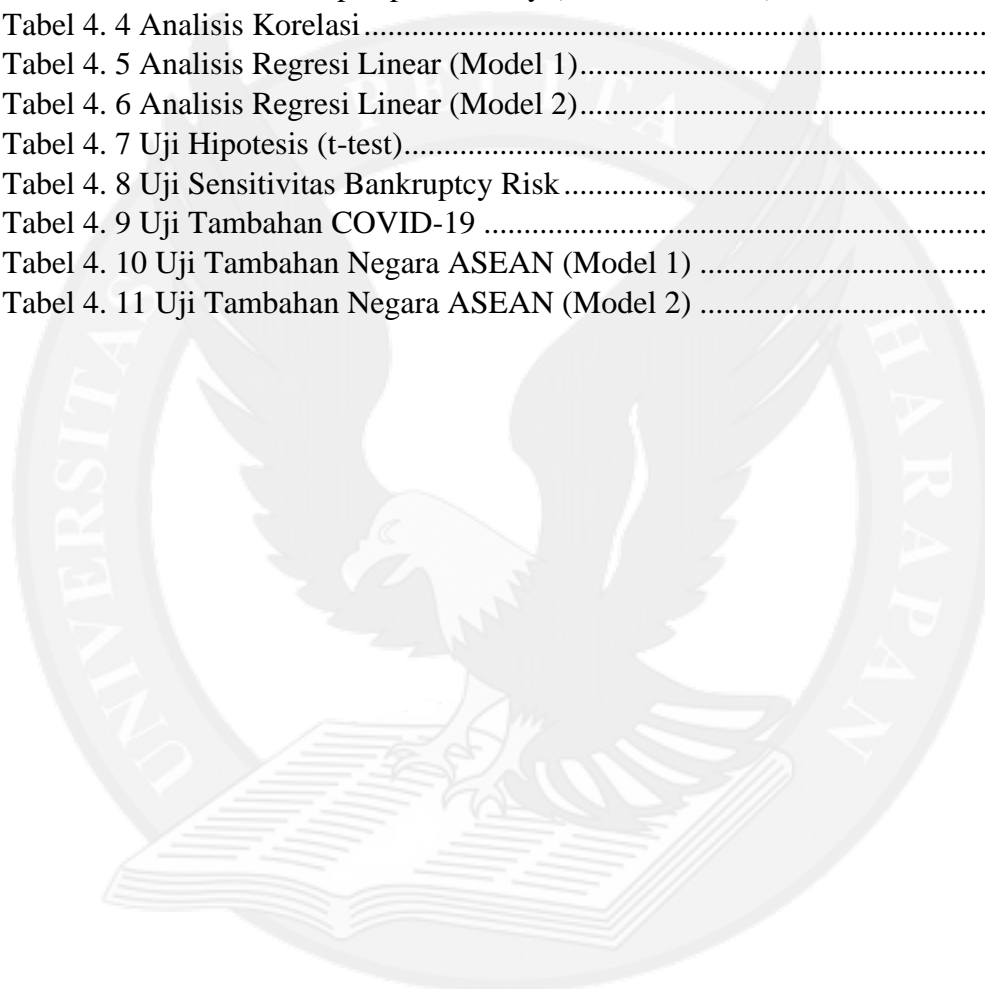 Tabel 4. 4 Analisis Korelasi................................................................................
Tabel 4. 5 Analisis Regresi Linear (Model 1)....................................................
Tabel 4. 6 Analisis Regresi Linear (Model 2)....................................................
Tabel 4. 7 Uji Hipotesis (t-test)..........................................................................
Tabel 4. 8 Uji Sensitivitas Bankruptcy Risk......................................................
Tabel 4. 9 Uji Tambahan COVID-19 ................................................................
Tabel 4. 10 Uji Tambahan Negara ASEAN (Model 1) .....................................
Tabel 4. 11 Uji Tambahan Negara ASEAN (Model 2) .....................................
UNIVERSITAS PELITA HARAPAN